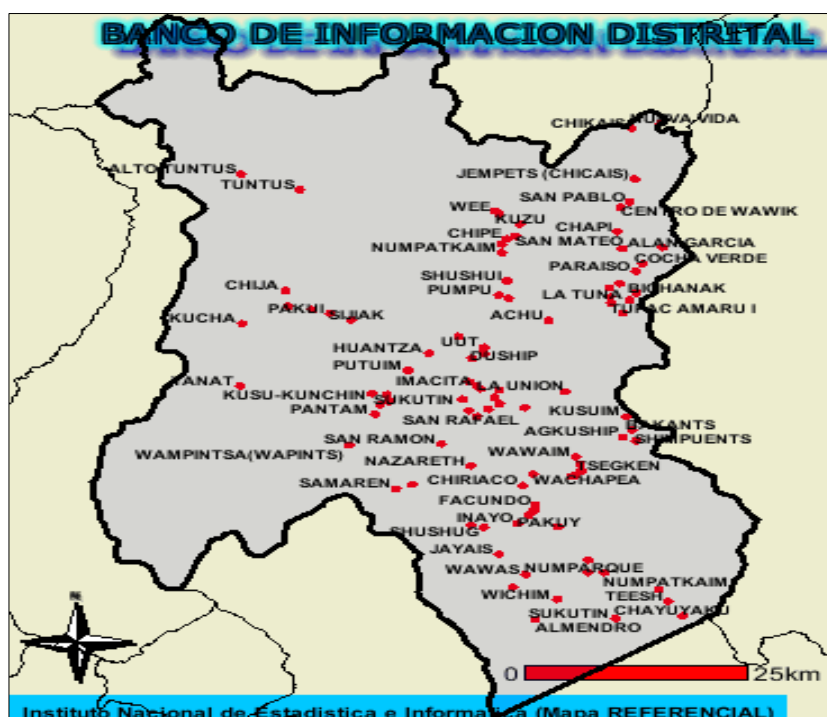 BANCO DE INFORMACION DISTRITAL
CHIKAIS
NUEVA VIDA
ALTO TUNTUS
TUNTUS
JEMPETS (CHICAIS)
SAN PABLO
WEE
CENTRO DE WAWIK
KUZU
CHAPI
CHIPE
SAN MATEO
NUMPATKAIM
ALAN GARCIA
COCHA VERDE
PARAISO
SHUSHUI
CHIJA
PUMPU
LA TUNA
BICHANAK
PAKUI
SIJIAK
ACHU
TUPAC AMARU I
KUCHA
UUT
HUANTZA
DUSHIP
PUTUIM
YANAT
IMACITA
LA UNION
KUSU-KUNCHIN
SUKUTIN
PANTAM
SAN RAFAEL
KUSUIM
AGKUSHIP
SHIMPUENTS
SAN RAMON
WAMPINTSA(WAPINTS)
WAWAIM
NAZARETH
TSEGKEN
SAMAREN
CHIRIACO
WACHAPEA
FACUNDO
INAYO
PAKUY
SHUSHUG
JAYAIS
WAWAS
NUMPARQUE
NUMPATKAIM
WICHIM
TEESH
SUKUTIN
CHAYUYAKU
ALMENDRO
N
0 25km
Instituto Nacional de Estadistica e Informatica (Mapa REFERENCIAL)